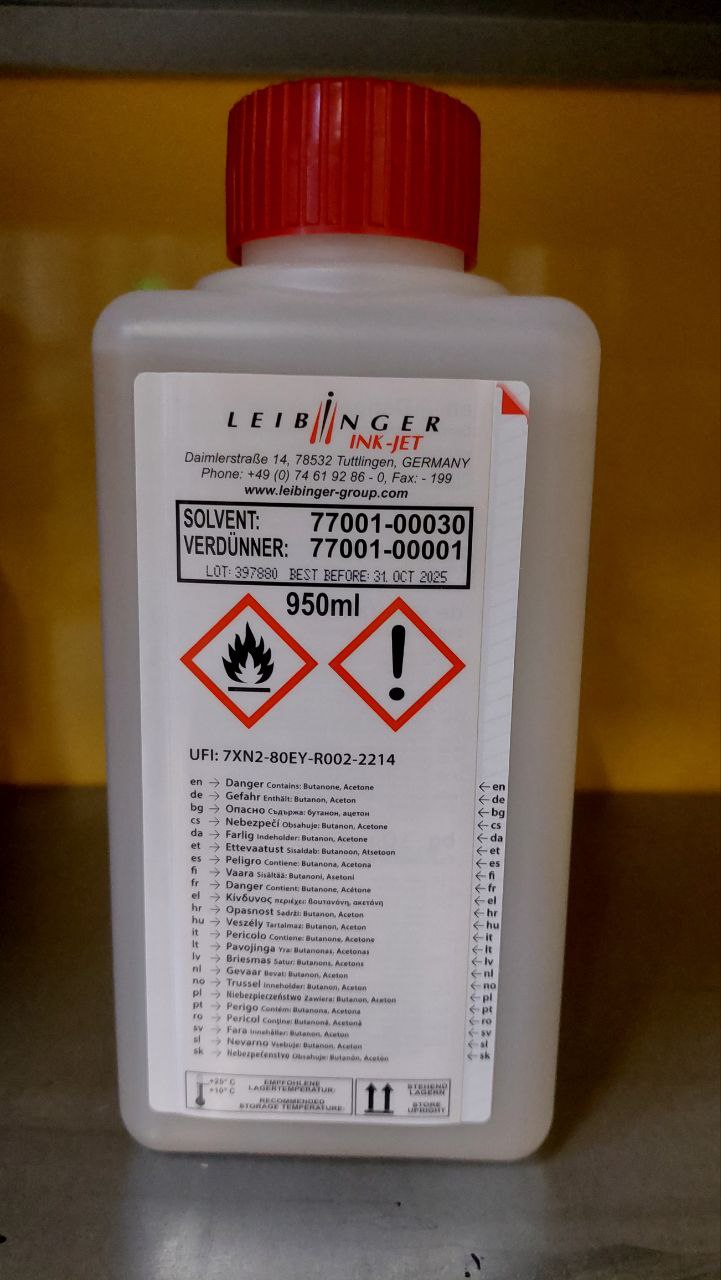 LEIBINGER
INK-JET
Daimlerstraße 14, 78532 Tuttlingen, GERMANY
Phone: +49 (0) 74 61 92 86 - 0, Fax: - 199
www.leibinger-group.com
SOLVENT: 77001-00030
VERDÜNNER: 77001-00001
LOT: 397880 BEST BEFORE: 31. OCT 2025
950ml
UFI: 7XN2-80EY-R002-2214
en → Danger Contains: Butanone, Acetone ← en
de → Gefahr Enthält: Butanon, Aceton ← de
bg → Опасно Съдържа: бутанон, ацетон ← bg
cs → Nebezpečí Obsahuje: Butanon, Acetone ← cs
da → Farlig Indeholder: Butanon, Acetone ← da
et → Ettevaatust Sisaldab: Butanoon, Atsetoon ← et
es → Peligro Contiene: Butanona, Acetona ← es
fi → Vaara Sisältää: Butanoni, Asetoni ← fi
fr → Danger Contient: Butanone, Acétone ← fr
el → Κίνδυνος περιέχει: βουτανόνη, ακετόνη ← el
hr → Opasnost Sadrži: Butanon, Aceton ← hr
hu → Veszély Tartalmaz: Butanon, Aceton ← hu
it → Pericolo Contiene: Butanone, Acetone ← it
lt → Pavojinga Yra: Butanonas, Acetonas ← lt
lv → Briesmas Satur: Butanons, Acetons ← lv
nl → Gevaar Bevat: Butanon, Aceton ← nl
no → Trussel Inneholder: Butanon, Aceton ← no
pl → Niebezpieczeństwo Zawiera: Butanon, Aceton ← pl
pt → Perigo Contém: Butanona, Acetona ← pt
ro → Pericol Conţine: Butanonă, Acetonă ← ro
sv → Fara Innehåller: Butanon, Aceton ← sv
sl → Nevarno Vsebuje: Butanon, Aceton ← sl
sk → Nebezpečenstvo Obsahuje: Butanón, Acetón ← sk
+25° C EMPFOHLENE
+10° C LAGERTEMPERATUR:
RECOMMENDED
STORAGE TEMPERATURE:
STEHEND
LAGERN
STORE
UPRIGHT